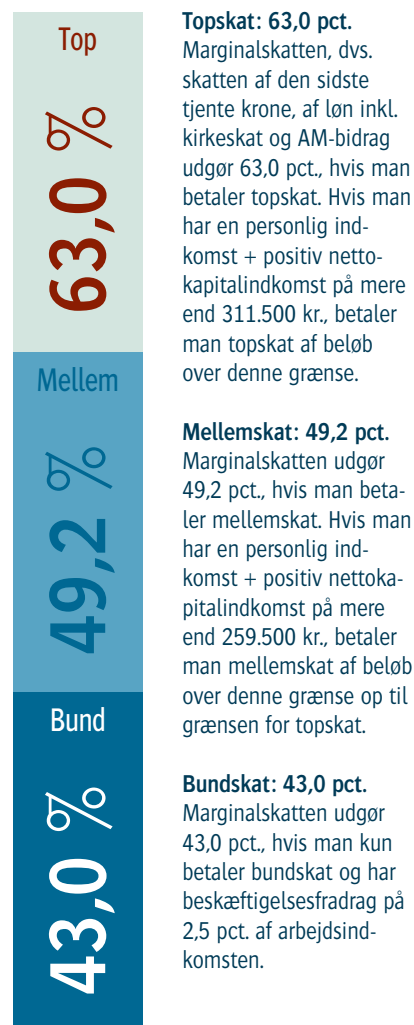 Top
63,0 %
Topskat: 63,0 pct.
Marginalskatten, dvs.
skatten af den sidste
tjente krone, af løn inkl.
kirkeskat og AM-bidrag
udgør 63,0 pct., hvis man
betaler topskat. Hvis man
har en personlig ind-
komst + positiv netto-
kapitalindkomst på mere
end 311.500 kr., betaler
man topskat af beløb
over denne grænse.
Mellem
49,2 %
Mellemskat: 49,2 pct.
Marginalskatten udgør
49,2 pct., hvis man beta-
ler mellemskat. Hvis man
har en personlig ind-
komst + positiv nettoka-
pitalindkomst på mere
end 259.500 kr., betaler
man mellemskat af beløb
over denne grænse op til
grænsen for topskat.
Bund
43,0 %
Bundskat: 43,0 pct.
Marginalskatten udgør
43,0 pct., hvis man kun
betaler bundskat og har
beskæftigelsesfradrag på
2,5 pct. af arbejdsind-
komsten.